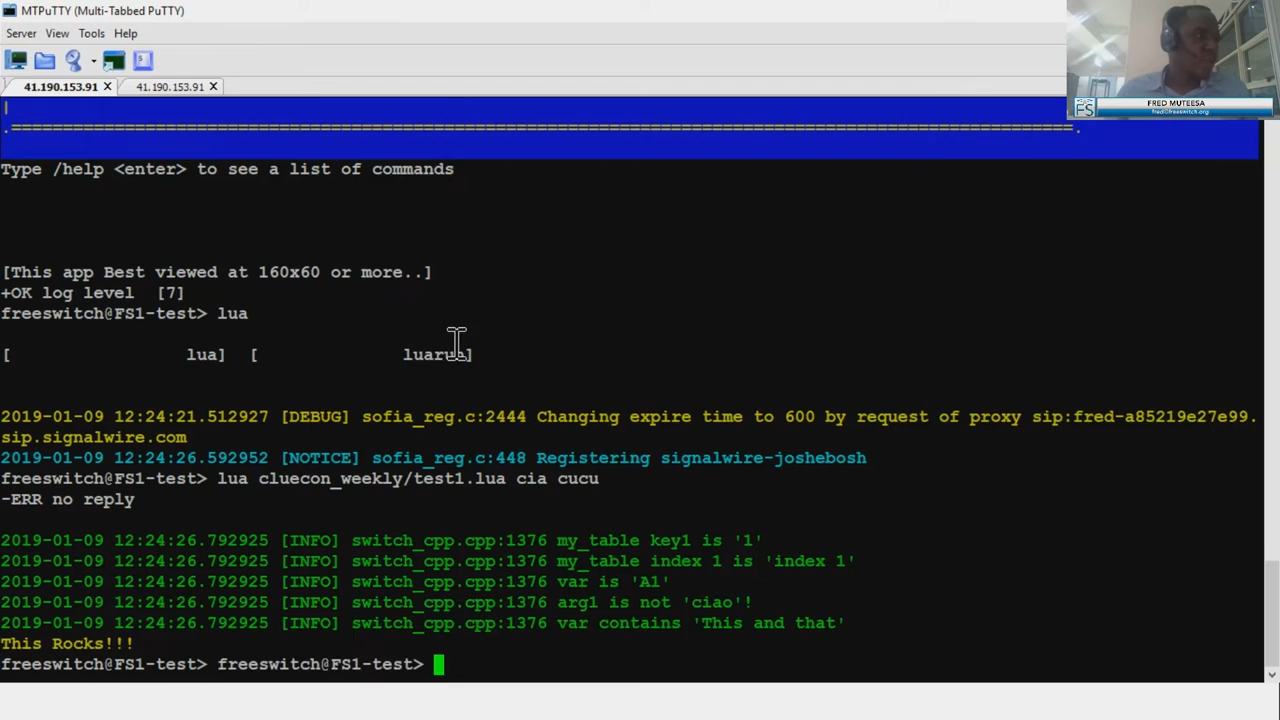 MTPuTTY (Multi-Tabbed PuTTY)
Server View Tools Help
41.190.153.91 41.190.153.91
FRED MUTEESA
FS fred@freeswitch.org
.=======================================================================================================.
Type /help <enter> to see a list of commands
[This app Best viewed at 160x60 or more..]
+OK log level [7]
freeswitch@FS1-test> lua
[ lua] [ luarun]
2019-01-09 12:24:21.512927 [DEBUG] sofia_reg.c:2444 Changing expire time to 600 by request of proxy sip:fred-a85219e27e99.
sip.signalwire.com
2019-01-09 12:24:26.592952 [NOTICE] sofia_reg.c:448 Registering signalwire-joshebosh
freeswitch@FS1-test> lua cluecon_weekly/test1.lua cia cucu
-ERR no reply
2019-01-09 12:24:26.792925 [INFO] switch_cpp.cpp:1376 my_table key1 is '1'
2019-01-09 12:24:26.792925 [INFO] switch_cpp.cpp:1376 my_table index 1 is 'index 1'
2019-01-09 12:24:26.792925 [INFO] switch_cpp.cpp:1376 var is 'A1'
2019-01-09 12:24:26.792925 [INFO] switch_cpp.cpp:1376 arg1 is not 'ciao'!
2019-01-09 12:24:26.792925 [INFO] switch_cpp.cpp:1376 var contains 'This and that'
This Rocks!!!
freeswitch@FS1-test> freeswitch@FS1-test>